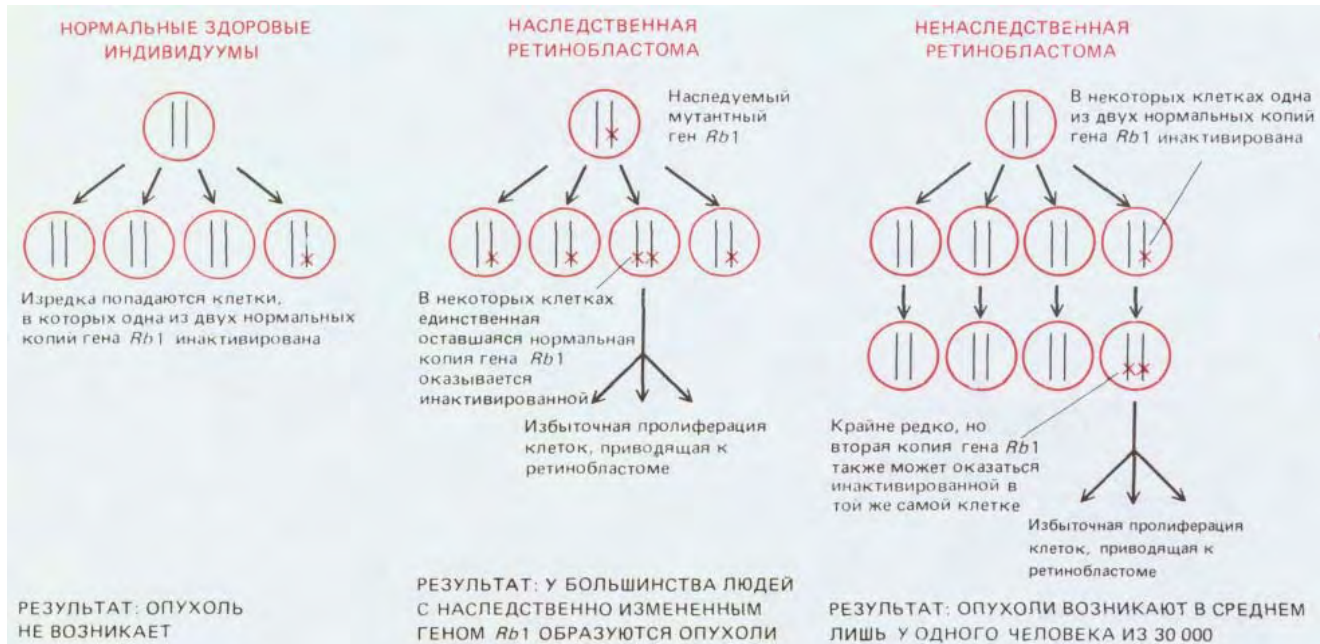 НОРМАЛЬНЫЕ ЗДОРОВЫЕ
ИНДИВИДУУМЫ
Изредка попадаются клетки,
в которых одна из двух нормальных
копий гена Rb1 инактивирована
РЕЗУЛЬТАТ: ОПУХОЛЬ
НЕ ВОЗНИКАЕТ
НАСЛЕДСТВЕННАЯ
РЕТИНОБЛАСТОМА
Наследуемый
мутантный
ген Rb1
В некоторых клетках
единственная
оставшаяся нормальная
копия гена Rb1
оказывается
инактивированной
Избыточная пролиферация
клеток, приводящая к
ретинобластоме
РЕЗУЛЬТАТ: У БОЛЬШИНСТВА ЛЮДЕЙ
С НАСЛЕДСТВЕННО ИЗМЕНЕННЫМ
ГЕНОМ Rb1 ОБРАЗУЮТСЯ ОПУХОЛИ
НЕНАСЛЕДСТВЕННАЯ
РЕТИНОБЛАСТОМА
В некоторых клетках одна
из двух нормальных копий
гена Rb1 инактивирована
Крайне редко, но
вторая копия гена Rb1
также может оказаться
инактивированной в
той же самой клетке
Избыточная пролиферация
клеток, приводящая к
ретинобластоме
РЕЗУЛЬТАТ: ОПУХОЛИ ВОЗНИКАЮТ В СРЕДНЕМ
ЛИШЬ У ОДНОГО ЧЕЛОВЕКА ИЗ 30 000